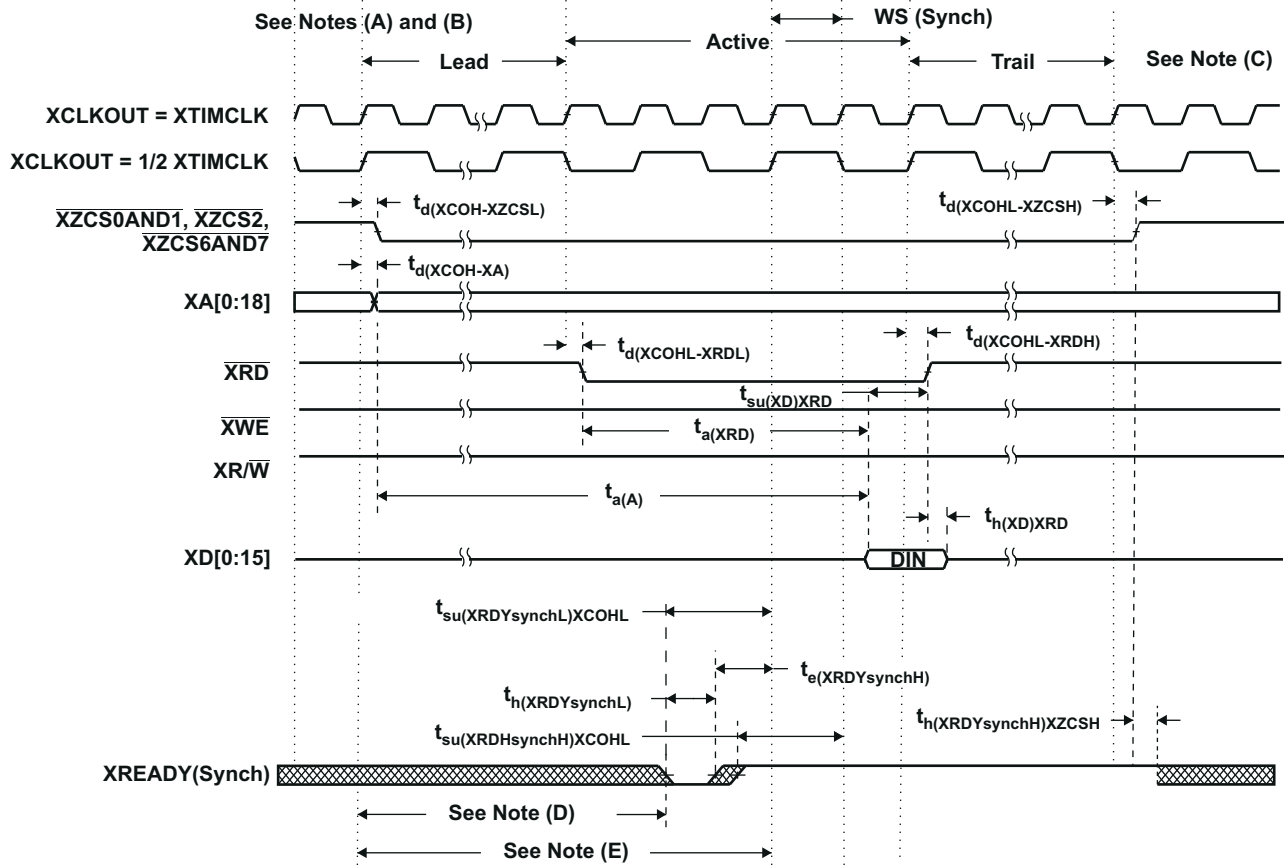 WS (Synch)
See Notes (A) and (B)
Active
Lead
Trail
See Note (C)
XCLKOUT = XTIMCLK
XCLKOUT = 1/2 XTIMCLK
td(XCOH-XZCSL)
td(XCOHL-XZCSH)
XZCS0AND1, XZCS2,
XZCS6AND7
td(XCOH-XA)
XA[0:18]
td(XCOHL-XRDL)
td(XCOHL-XRDH)
XRD
tsu(XD)XRD
XWE
ta(XRD)
XR/W
ta(A)
th(XD)XRD
XD[0:15]
DIN
tsu(XRDYsynchL)XCOHL
te(XRDYsynchH)
th(XRDYsynchL)
th(XRDYsynchH)XZCSH
tsu(XRDHsynchH)XCOHL
XREADY(Synch)
See Note (D)
See Note (E)